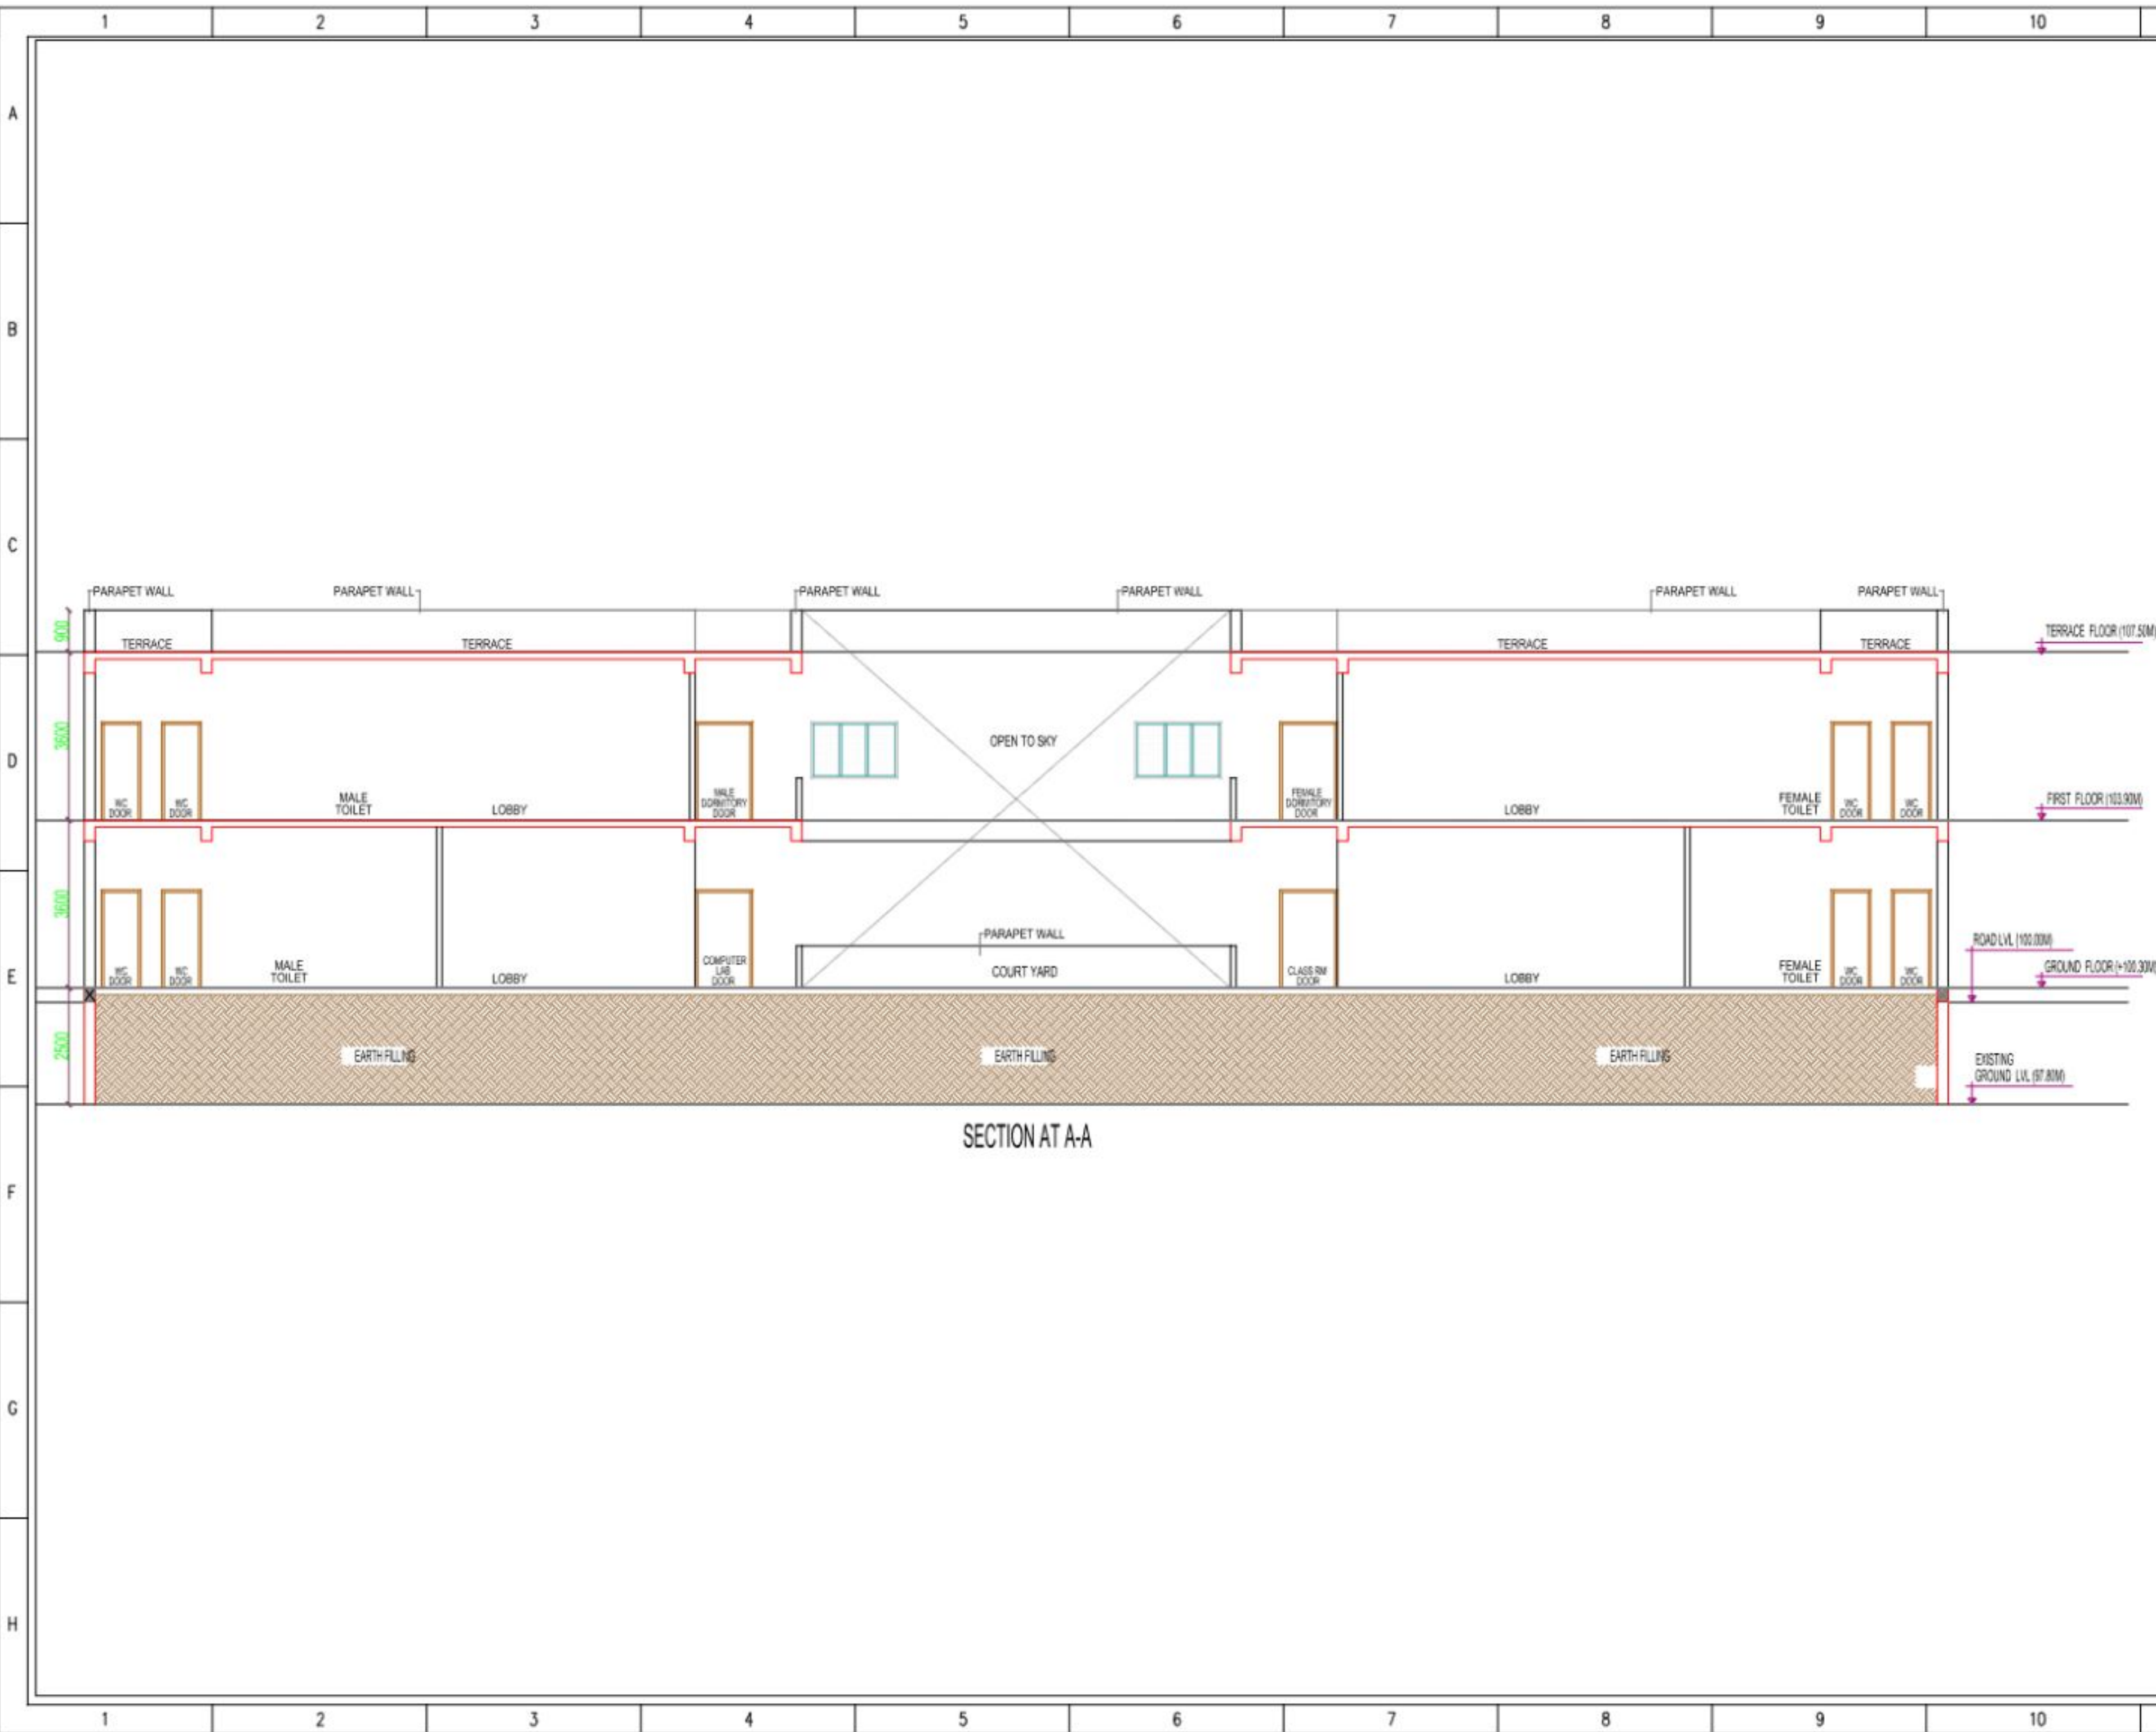 1 2 3 4 5 6 7 8 9 10
A
B
C
PARAPET WALL PARAPET WALL PARAPET WALL PARAPET WALL PARAPET WALL PARAPET WALL
900
TERRACE TERRACE TERRACE TERRACE
TERRACE FLOOR (107.50M)
3600
D
OPEN TO SKY
WC
DOOR
WC
DOOR
MALE
TOILET
LOBBY
MALE
DORMITORY
DOOR
FEMALE
DORMITORY
DOOR
LOBBY
FEMALE
TOILET
WC
DOOR
WC
DOOR
FIRST FLOOR (103.90M)
3600
E
WC
DOOR
WC
DOOR
MALE
TOILET
LOBBY
COMPUTER
LAB
DOOR
PARAPET WALL
COURT YARD
CLASS RM
DOOR
LOBBY
FEMALE
TOILET
WC
DOOR
WC
DOOR
ROAD LVL (100.00M)
GROUND FLOOR (+100.30M)
2500
EARTH FILLING EARTH FILLING EARTH FILLING
EXISTING
GROUND LVL (97.80M)
SECTION AT A-A
F
G
H
1 2 3 4 5 6 7 8 9 10